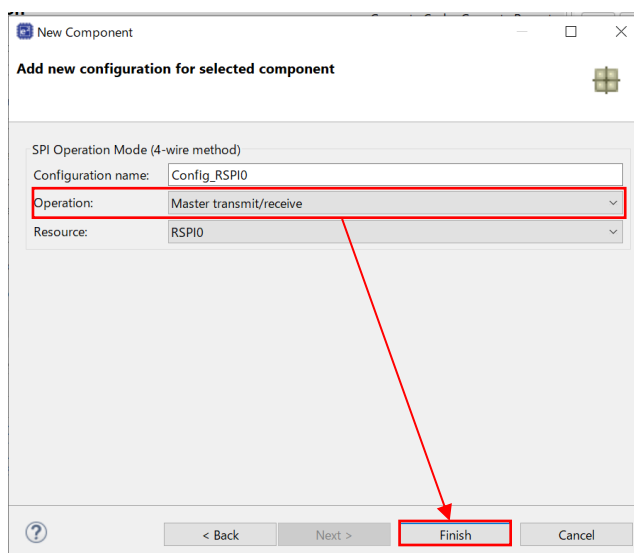 New Component
Add new configuration for selected component
SPI Operation Mode (4-wire method)
Configuration name: Config_RSPI0
Operation: Master transmit/receive
Resource: RSPI0
< Back Next > Finish Cancel